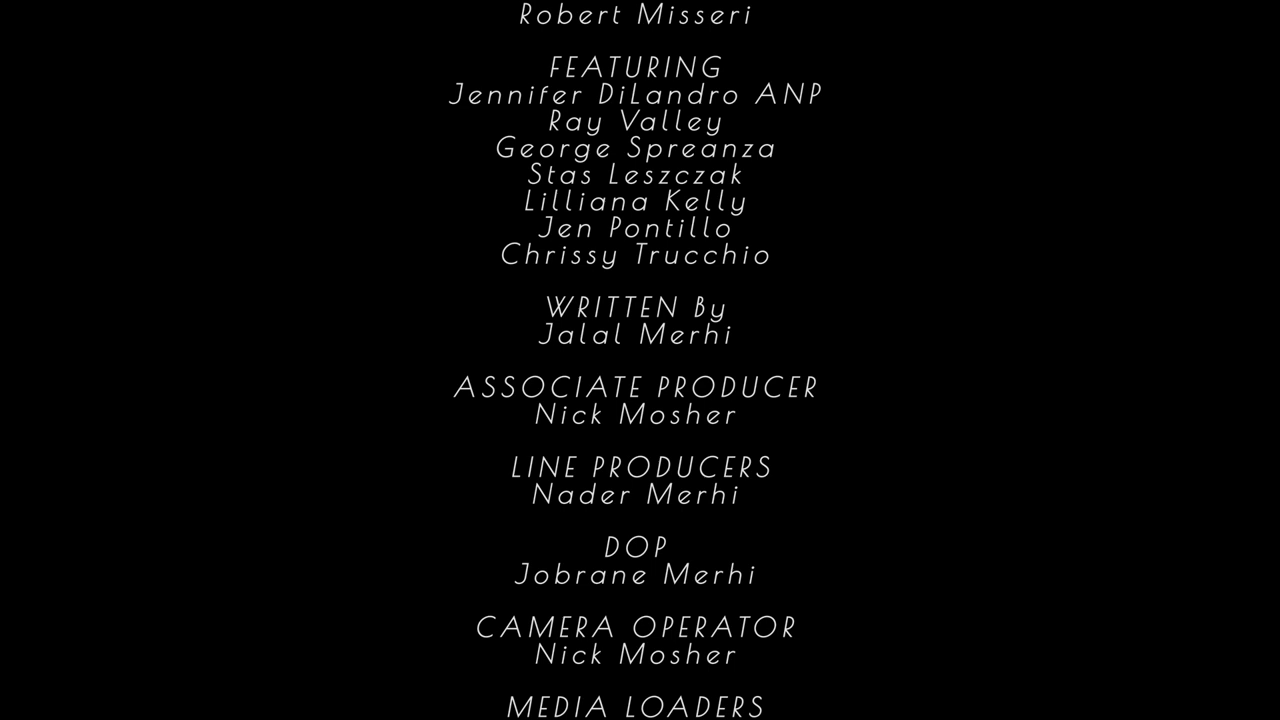 Robert Misseri
FEATURING
Jennifer DiLandro ANP
Ray Valley
George Spreanza
Stas Leszczak
Lilliana Kelly
Jen Pontillo
Chrissy Trucchio
WRITTEN By
Jalal Merhi
ASSOCIATE PRODUCER
Nick Mosher
LINE PRODUCERS
Nader Merhi
DOP
Jobrane Merhi
CAMERA OPERATOR
Nick Mosher
MEDIA LOADERS